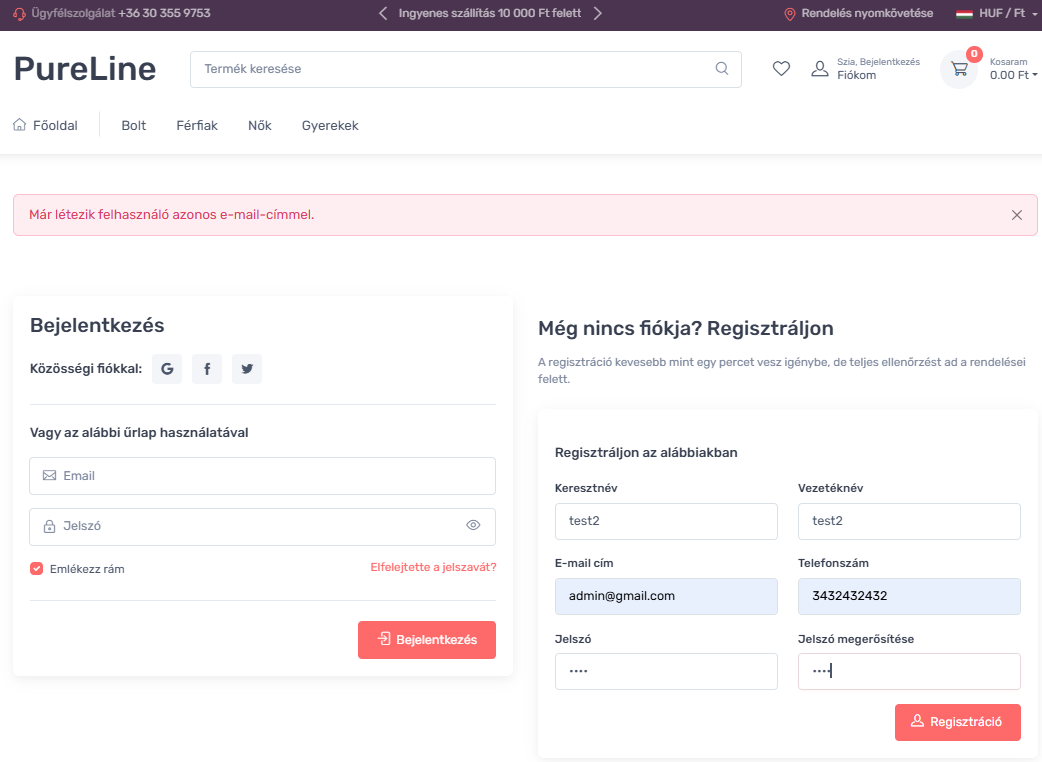 Ügyfélszolgálat +36 30 355 9753
Ingyenes szállítás 10 000 Ft felett
Rendelés nyomkövetése
HUF / Ft
PureLine
Termék keresése
Szia, Bejelentkezés
Fiókom
0
Kosaram
0.00 Ft
Főoldal
Bolt
Férfiak
Nők
Gyerekek
Már létezik felhasználó azonos e-mail-címmel.
Bejelentkezés
Közösségi fiókkal:
Vagy az alábbi űrlap használatával
Email
Jelszó
Emlékezz rám
Elfelejtette a jelszavát?
Bejelentkezés
Még nincs fiókja? Regisztráljon
A regisztráció kevesebb mint egy percet vesz igénybe, de teljes ellenőrzést ad a rendelései
felett.
Regisztráljon az alábbiakban
Keresztnév
Vezetéknév
test2
test2
E-mail cím
Telefonszám
admin@gmail.com
3432432432
Jelszó
Jelszó megerősítése
••••
••••
Regisztráció